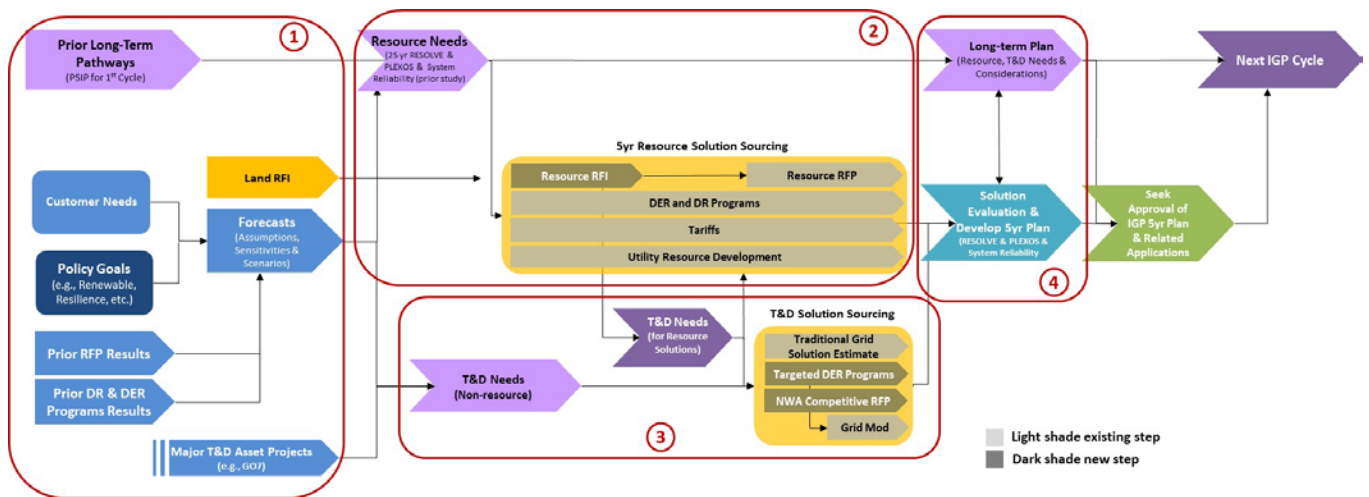 1
Prior Long-Term
Pathways
(PSIP for 1st Cycle)
Customer Needs
Policy Goals
(e.g., Renewable,
Resilience, etc.)
Land RFI
Forecasts
(Assumptions,
Sensitivities &
Scenarios)
Prior RFP Results
Prior DR & DER
Programs Results
Major T&D Asset Projects
(e.g., GO7)
2
Resource Needs
(25 yr RESOLVE &
PLEXOS & System
Reliability (prior study)
5yr Resource Solution Sourcing
Resource RFI
Resource RFP
DER and DR Programs
Tariffs
Utility Resource Development
3
T&D Needs
(Non-resource)
T&D Needs
(for Resource
Solutions)
T&D Solution Sourcing
Traditional Grid
Solution Estimate
Targeted DER Programs
NWA Competitive RFP
Grid Mod
4
Long-term Plan
(Resource, T&D Needs &
Considerations)
Solution
Evaluation &
Develop 5yr Plan
(RESOLVE & PLEXOS &
System Reliability)
Seek
Approval of
IGP 5yr Plan
& Related
Applications
Next IGP Cycle
Light shade existing step
Dark shade new step